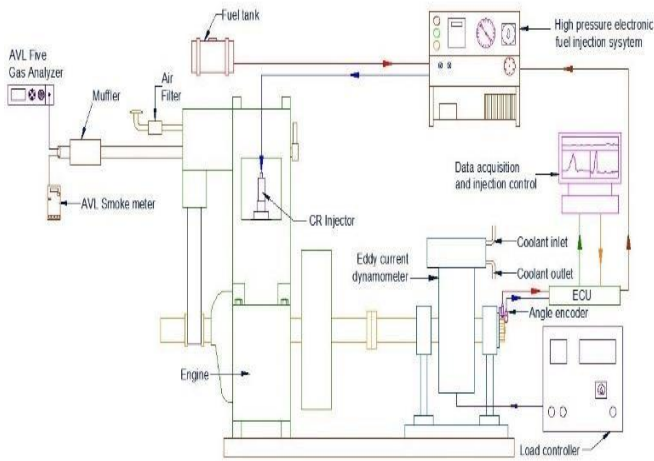 Fuel tank
High pressure electronic
fuel injection sysytem
AVL Five
Gas Analyzer
Air
Filter
Muffler
Data acquisition
and injection control
AVL Smoke meter
CR Injector
Coolant inlet
Eddy current
dynamometer
Coolant outlet
ECU
Angle encoder
Engine
Load controller